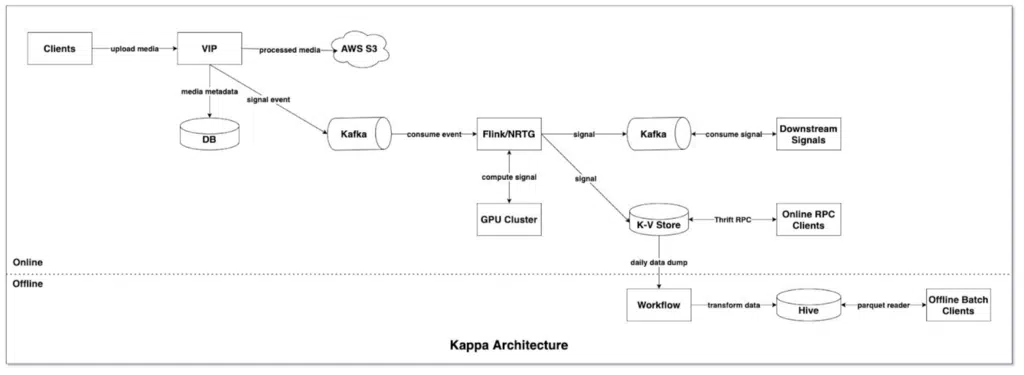 Clients
upload media
VIP
processed media
AWS S3
media metadata
signal event
DB
Kafka
consume event
Flink/NRTG
signal
Kafka
consume signal
Downstream
Signals
compute signal
signal
GPU Cluster
K-V Store
Thrift RPC
Online RPC
Clients
Online
daily data dump
Offline
Workflow
transform data
Hive
parquet reader
Offline Batch
Clients
Kappa Architecture